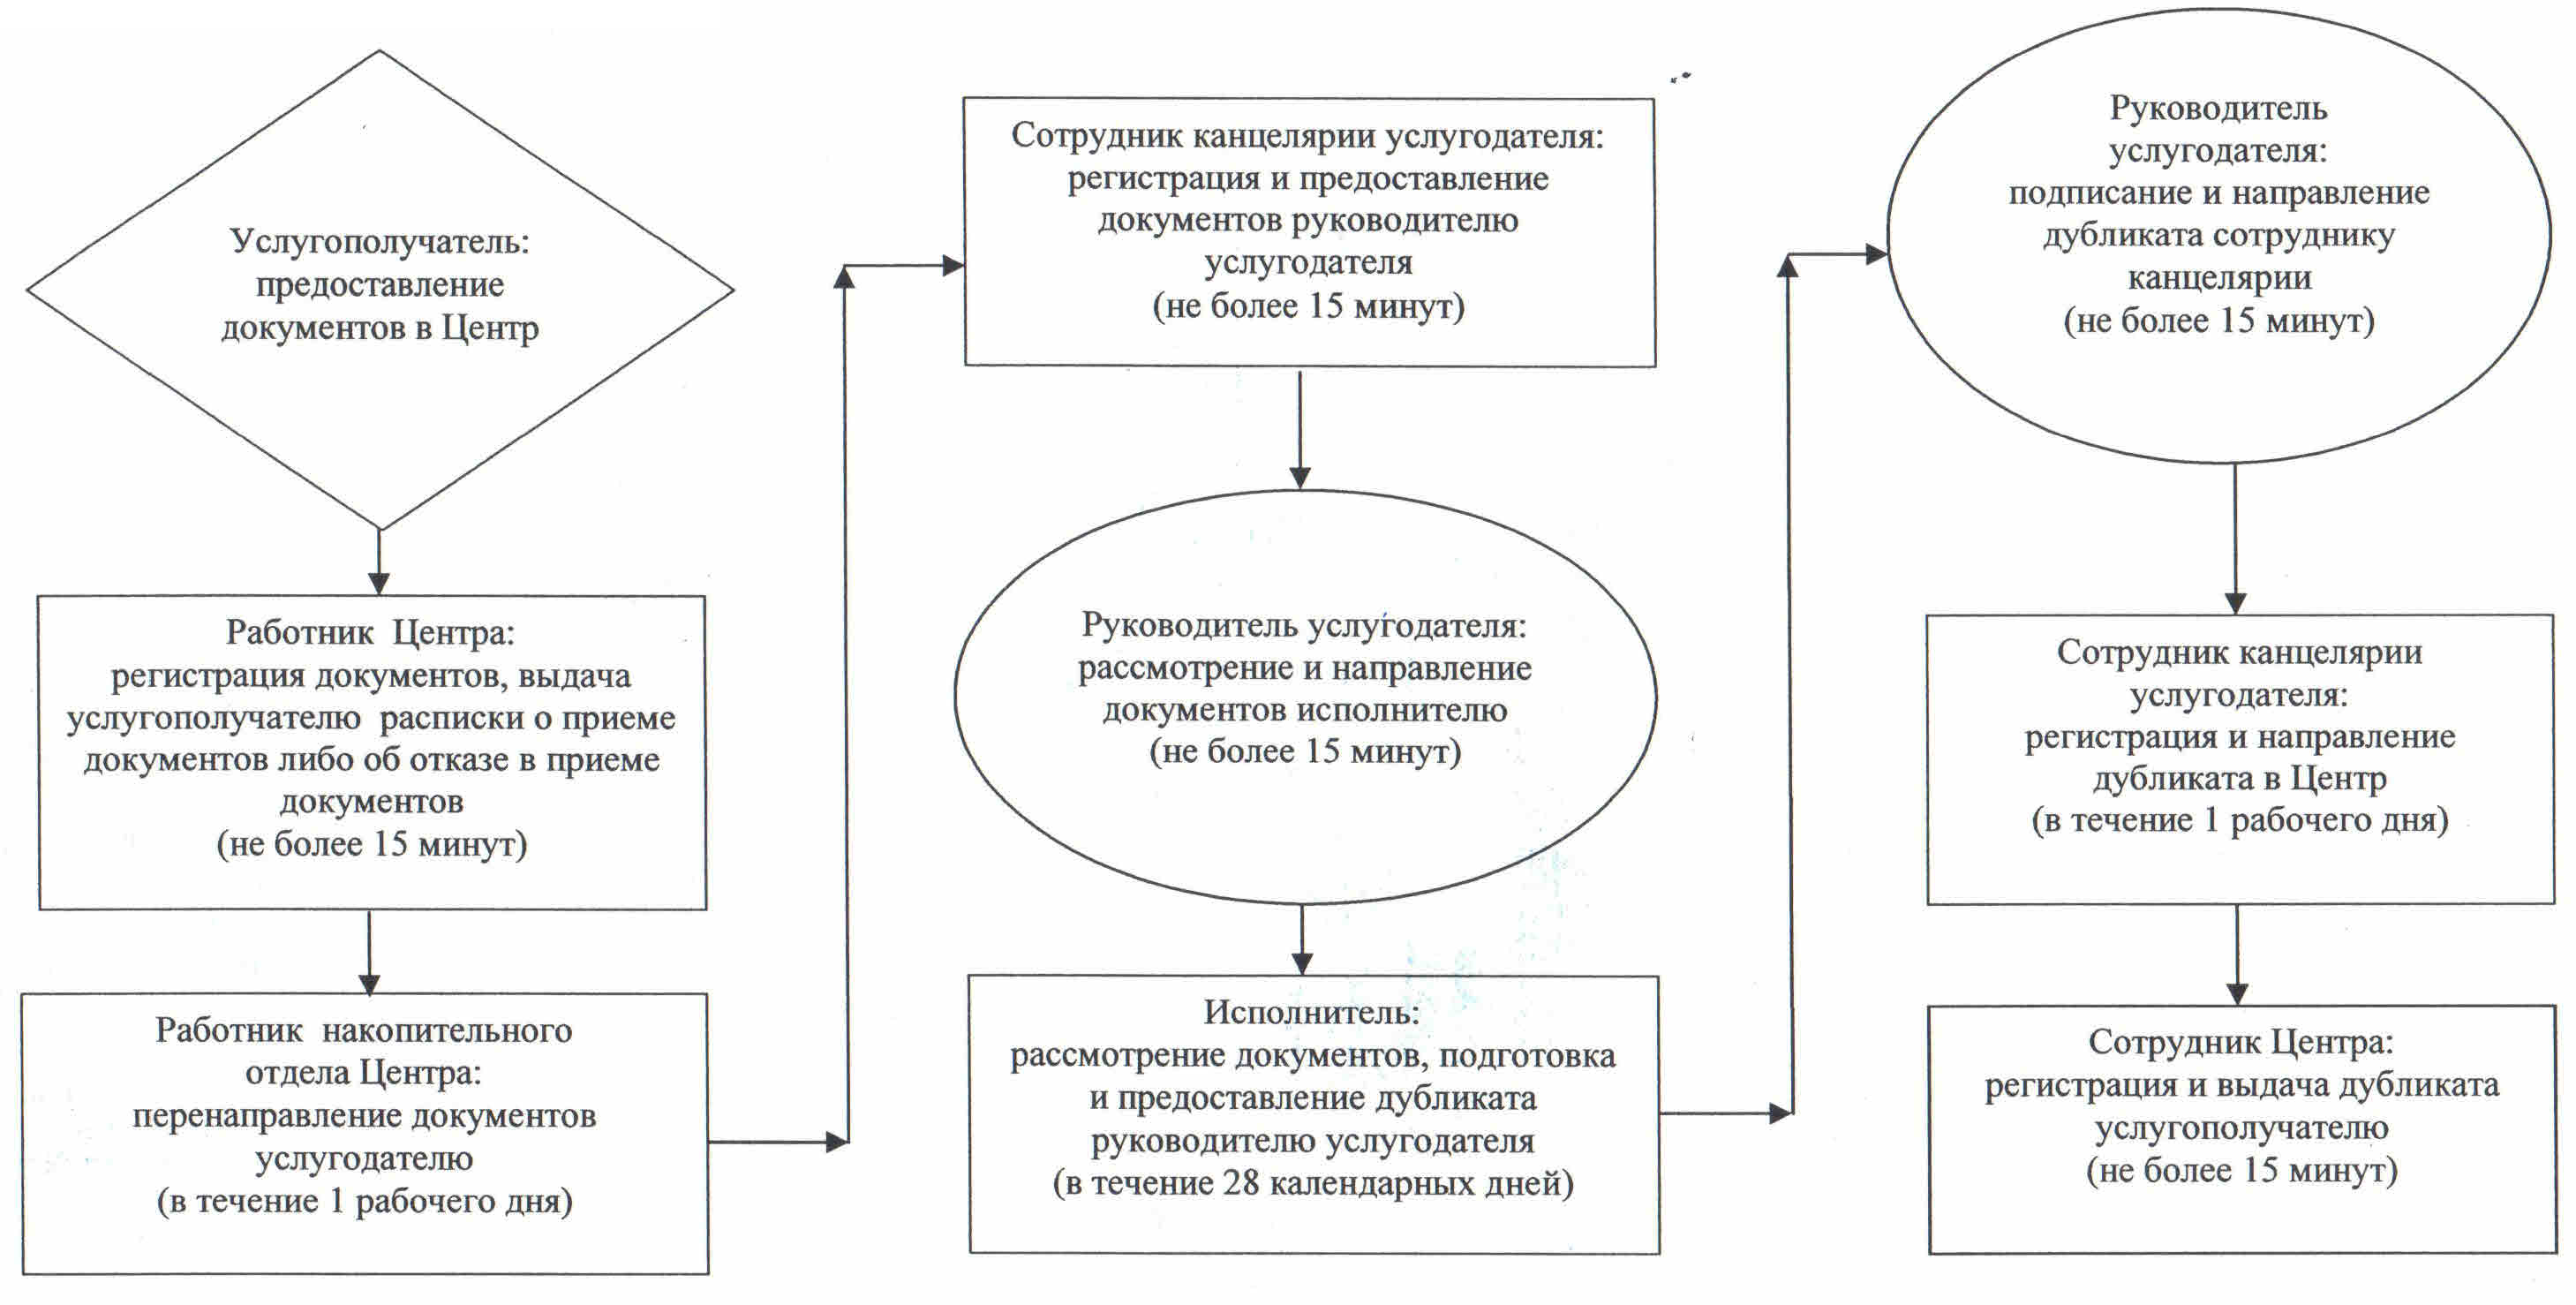 Услугополучатель:
предоставление
документов в Центр
Работник Центра:
регистрация документов, выдача
услугополучателю расписки о приеме
документов либо об отказе в приеме
документов
(не более 15 минут)
Работник накопительного
отдела Центра:
перенаправление документов
услугодателю
(в течение 1 рабочего дня)
Сотрудник канцелярии услугодателя:
регистрация и предоставление
документов руководителю
услугодателя
(не более 15 минут)
Руководитель услугодателя:
рассмотрение и направление
документов исполнителю
(не более 15 минут)
Исполнитель:
рассмотрение документов, подготовка
и предоставление дубликата
руководителю услугодателя
(в течение 28 календарных дней)
Руководитель
услугодателя:
подписание и направление
дубликата сотруднику
канцелярии
(не более 15 минут)
Сотрудник канцелярии
услугодателя:
регистрация и направление
дубликата в Центр
(в течение 1 рабочего дня)
Сотрудник Центра:
регистрация и выдача дубликата
услугополучателю
(не более 15 минут)